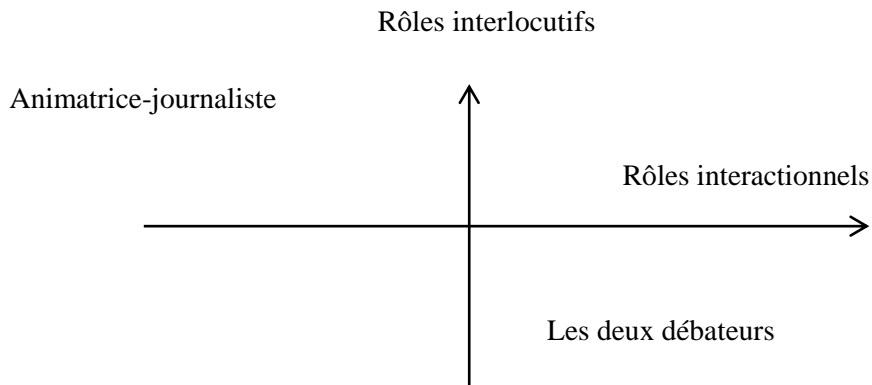 Rôles interlocutifs
Animatrice-journaliste
Rôles interactionnels
Les deux débateurs